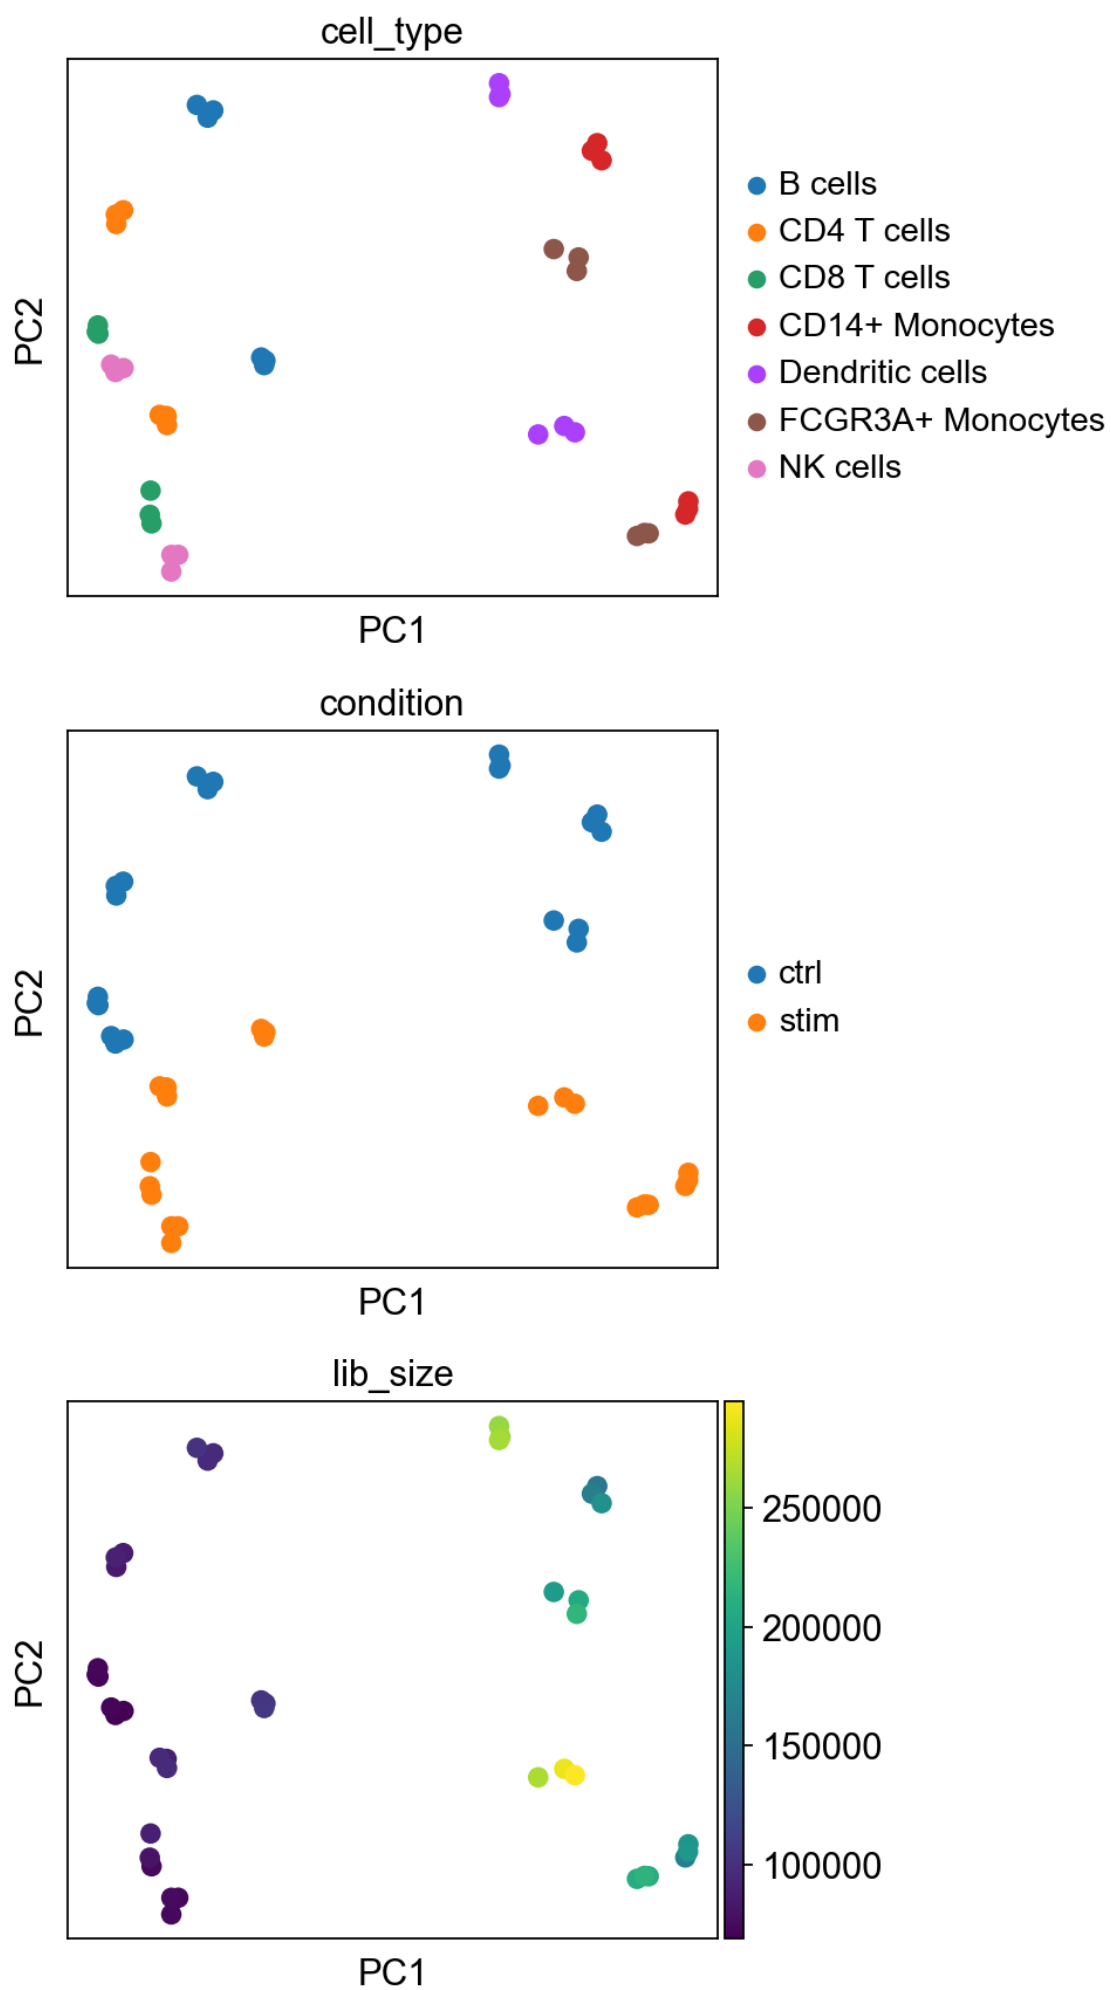 cell_type
PC2
B cells
CD4 T cells
CD8 T cells
CD14+ Monocytes
Dendritic cells
FCGR3A+ Monocytes
NK cells
PC1
condition
PC2
ctrl
stim
PC1
lib_size
PC2
250000
200000
150000
100000
PC1